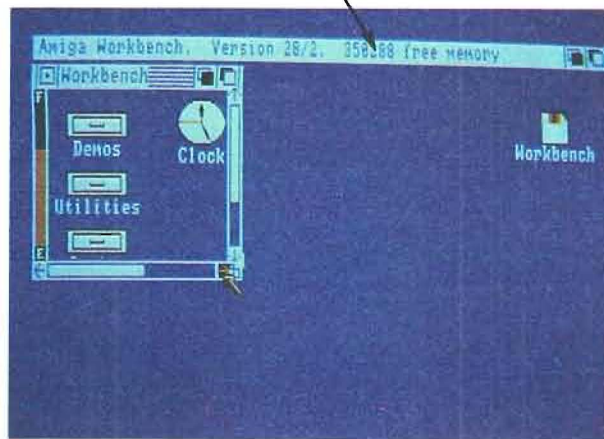 Amiga Workbench. Version 28/2. free memory
Workbench
F
Demos
Clock
Workbench
Utilities
E